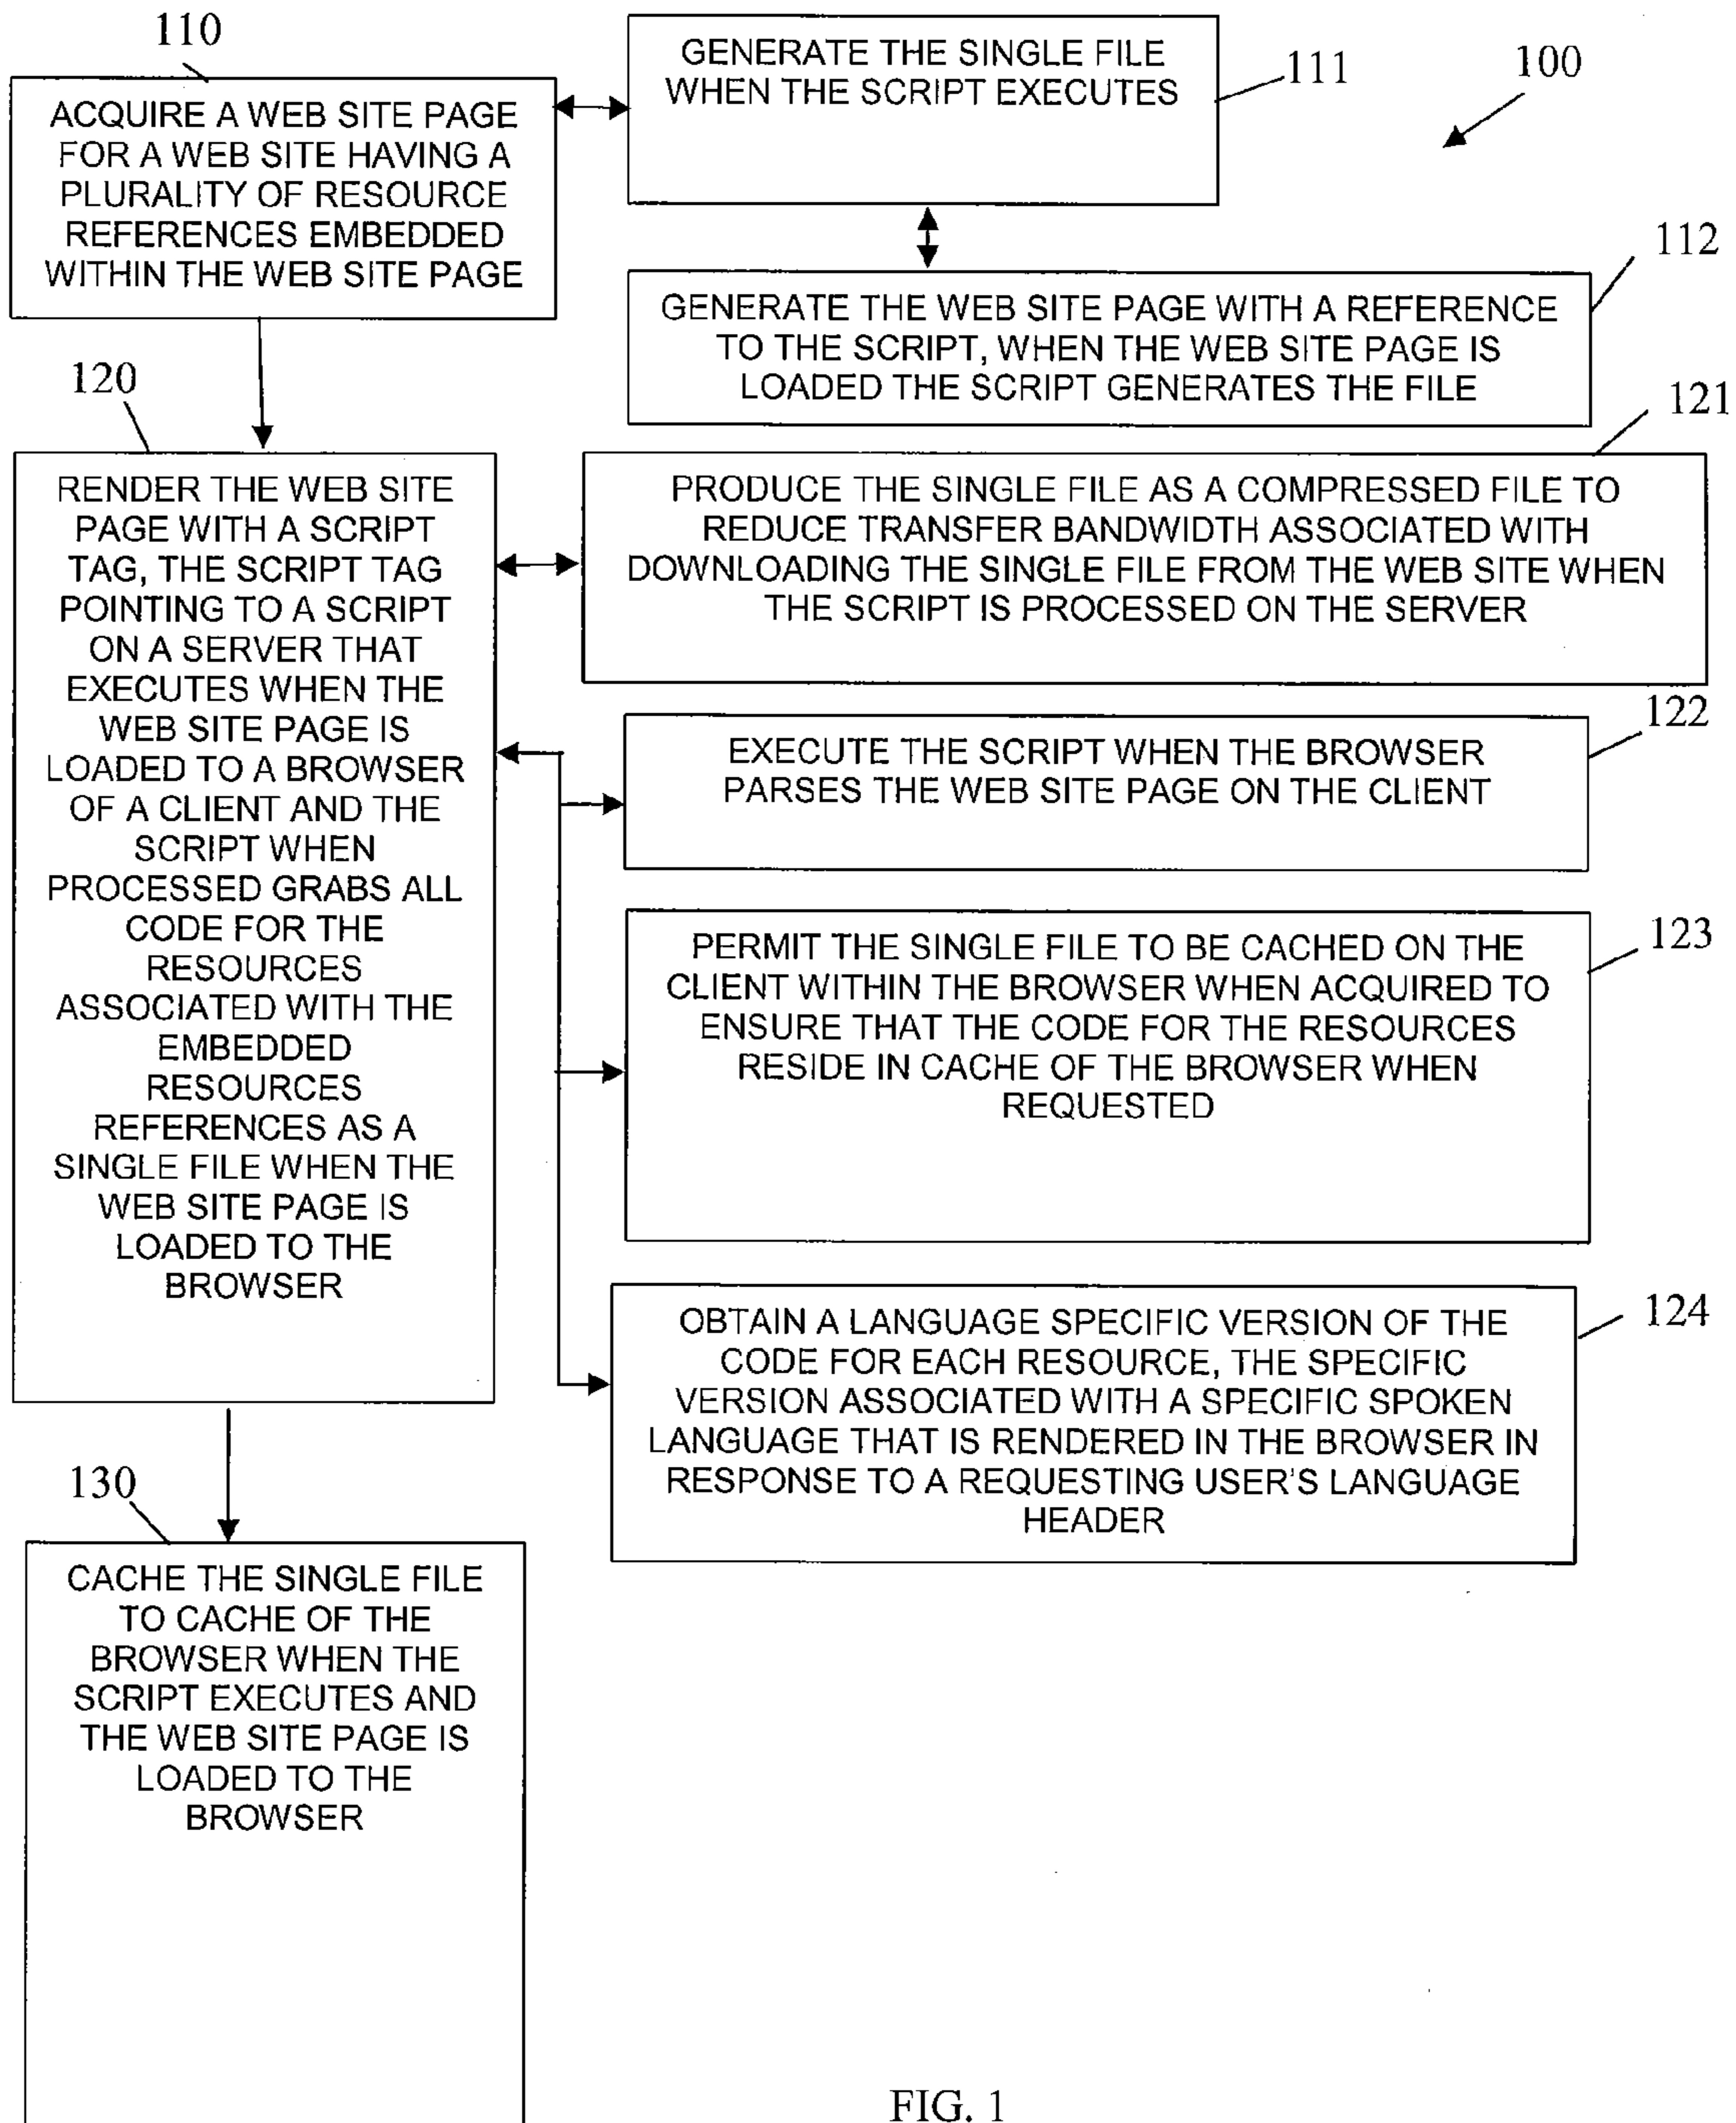 110
ACQUIRE A WEB SITE PAGE
FOR A WEB SITE HAVING A
PLURALITY OF RESOURCE
REFERENCES EMBEDDED
WITHIN THE WEB SITE PAGE
GENERATE THE SINGLE FILE
WHEN THE SCRIPT EXECUTES
111
100
112
GENERATE THE WEB SITE PAGE WITH A REFERENCE
TO THE SCRIPT, WHEN THE WEB SITE PAGE IS
LOADED THE SCRIPT GENERATES THE FILE
120
RENDER THE WEB SITE
PAGE WITH A SCRIPT
TAG, THE SCRIPT TAG
POINTING TO A SCRIPT
ON A SERVER THAT
EXECUTES WHEN THE
WEB SITE PAGE IS
LOADED TO A BROWSER
OF A CLIENT AND THE
SCRIPT WHEN
PROCESSED GRABS ALL
CODE FOR THE
RESOURCES
ASSOCIATED WITH THE
EMBEDDED
RESOURCES
REFERENCES AS A
SINGLE FILE WHEN THE
WEB SITE PAGE IS
LOADED TO THE
BROWSER
121
PRODUCE THE SINGLE FILE AS A COMPRESSED FILE TO
REDUCE TRANSFER BANDWIDTH ASSOCIATED WITH
DOWNLOADING THE SINGLE FILE FROM THE WEB SITE WHEN
THE SCRIPT IS PROCESSED ON THE SERVER
122
EXECUTE THE SCRIPT WHEN THE BROWSER
PARSES THE WEB SITE PAGE ON THE CLIENT
123
PERMIT THE SINGLE FILE TO BE CACHED ON THE
CLIENT WITHIN THE BROWSER WHEN ACQUIRED TO
ENSURE THAT THE CODE FOR THE RESOURCES
RESIDE IN CACHE OF THE BROWSER WHEN
REQUESTED
124
OBTAIN A LANGUAGE SPECIFIC VERSION OF THE
CODE FOR EACH RESOURCE, THE SPECIFIC
VERSION ASSOCIATED WITH A SPECIFIC SPOKEN
LANGUAGE THAT IS RENDERED IN THE BROWSER IN
RESPONSE TO A REQUESTING USER'S LANGUAGE
HEADER
130
CACHE THE SINGLE FILE
TO CACHE OF THE
BROWSER WHEN THE
SCRIPT EXECUTES AND
THE WEB SITE PAGE IS
LOADED TO THE
BROWSER
FIG. 1